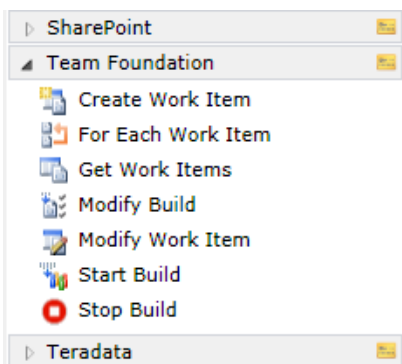 SharePoint
Team Foundation
Create Work Item
For Each Work Item
Get Work Items
Modify Build
Modify Work Item
Start Build
Stop Build
Teradata